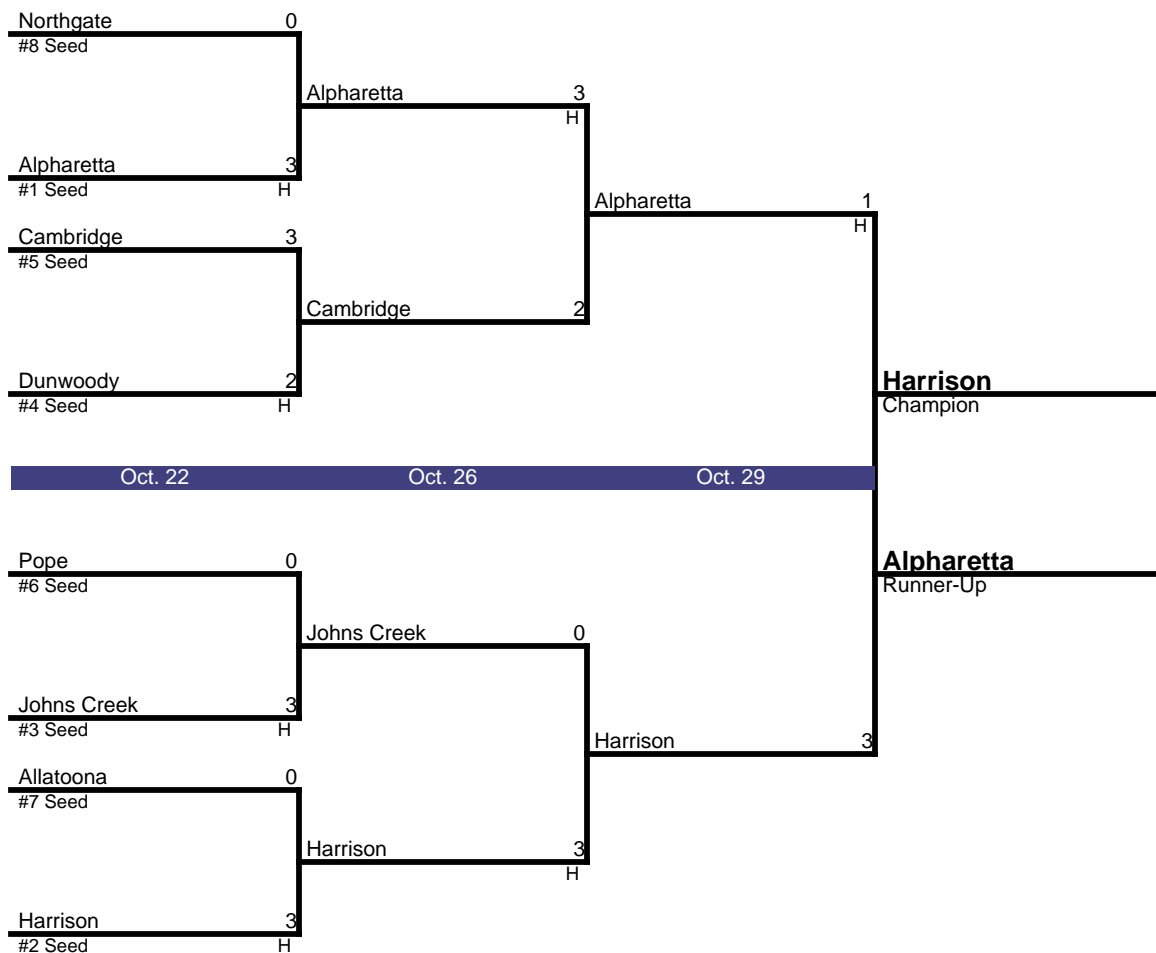 Northgate 0
#8 Seed
Alpharetta 3
H
Alpharetta 3
#1 Seed H
Alpharetta 1
H
Cambridge 3
#5 Seed
Cambridge 2
Dunwoody 2
#4 Seed H
Harrison
Champion
Oct. 22 Oct. 26 Oct. 29
Pope 0
#6 Seed
Alpharetta
Runner-Up
Johns Creek 0
Johns Creek 3
#3 Seed H
Harrison 3
Allatoona 0
#7 Seed
Harrison 3
H
Harrison 3
#2 Seed H